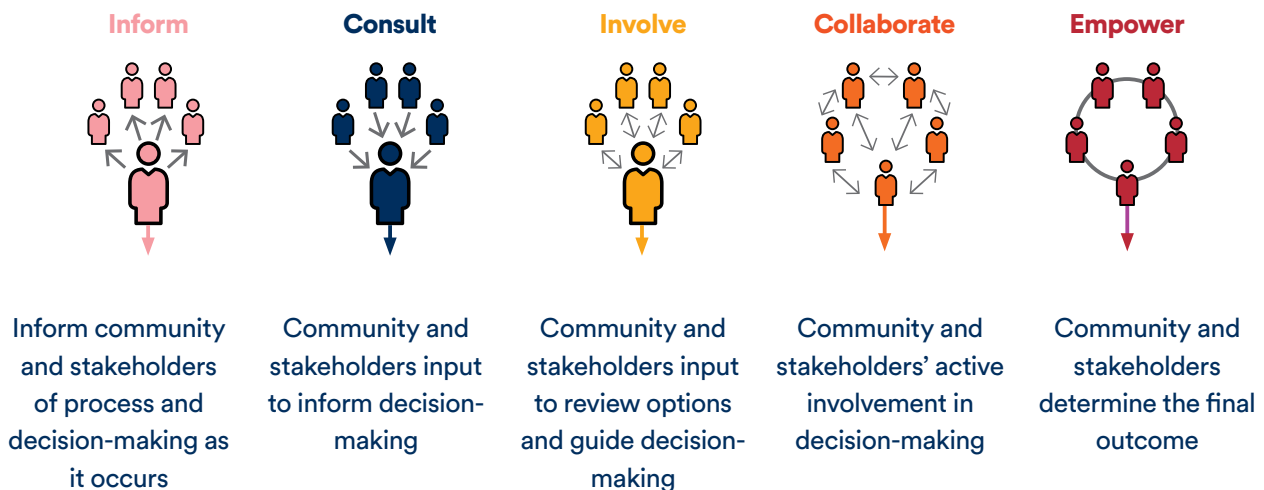 Inform
Consult
Involve
Collaborate
Empower
Inform community
and stakeholders
of process and
decision-making as
it occurs
Community and
stakeholders input
to inform decision-
making
Community and
stakeholders input
to review options
and guide decision-
making
Community and
stakeholders’ active
involvement in
decision-making
Community and
stakeholders
determine the final
outcome